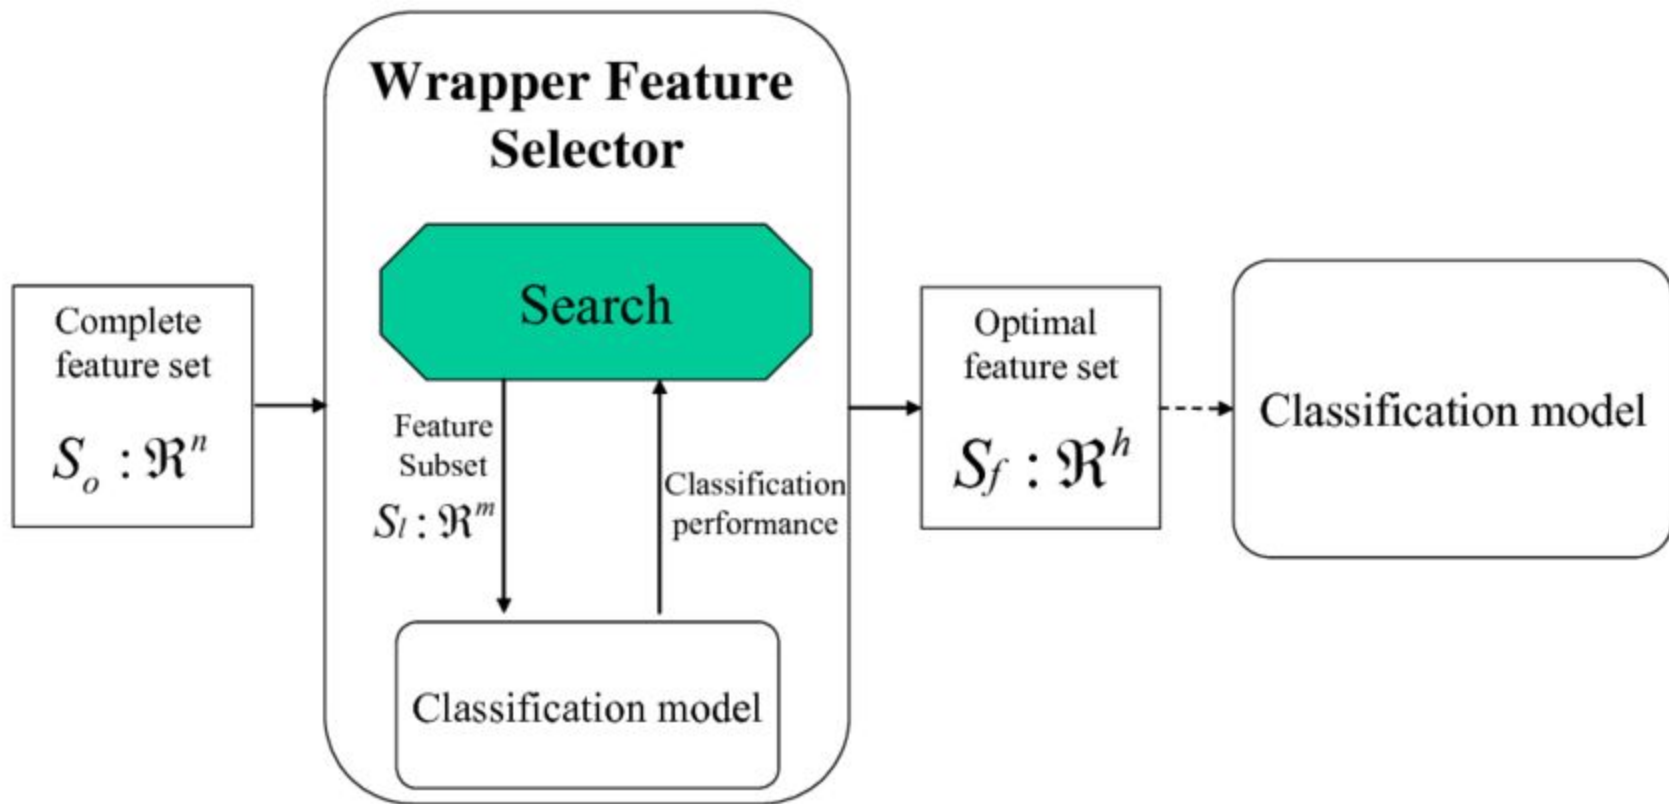 Wrapper Feature
Selector
Search
Complete
feature set
Sₒ : ℜⁿ
Feature
Subset
Sₗ : ℜᵐ
Classification
performance
Classification model
Optimal
feature set
S_f : ℜʰ
Classification model